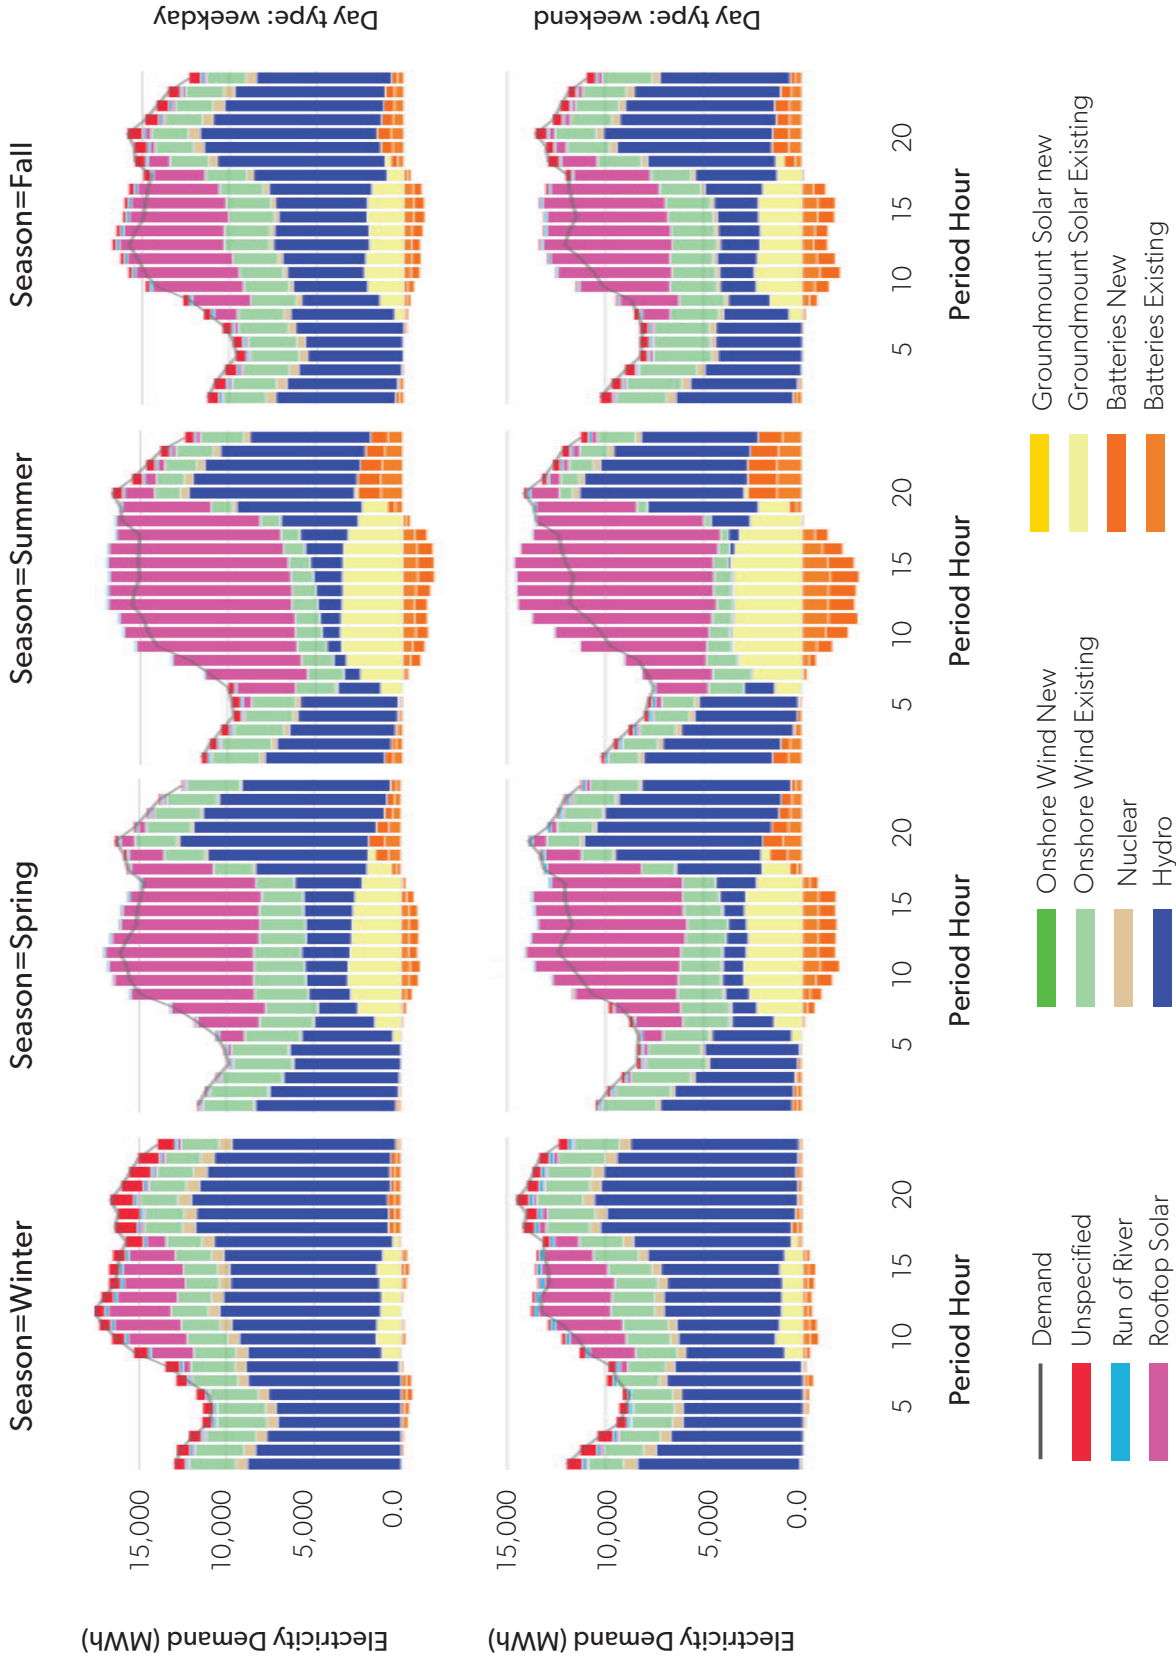 Season=Winter
Season=Spring
Season=Summer
Season=Fall
Electricity Demand (MWh)
15,000
10,000
5,000
0.0
Day type: weekday
Electricity Demand (MWh)
15,000
10,000
5,000
0.0
Day type: weekend
5
10
15
20
5
10
15
20
5
10
15
20
5
10
15
20
Period Hour
Period Hour
Period Hour
Period Hour
Demand
Unspecified
Run of River
Rooftop Solar
Onshore Wind New
Onshore Wind Existing
Nuclear
Hydro
Groundmount Solar new
Groundmount Solar Existing
Batteries New
Batteries Existing